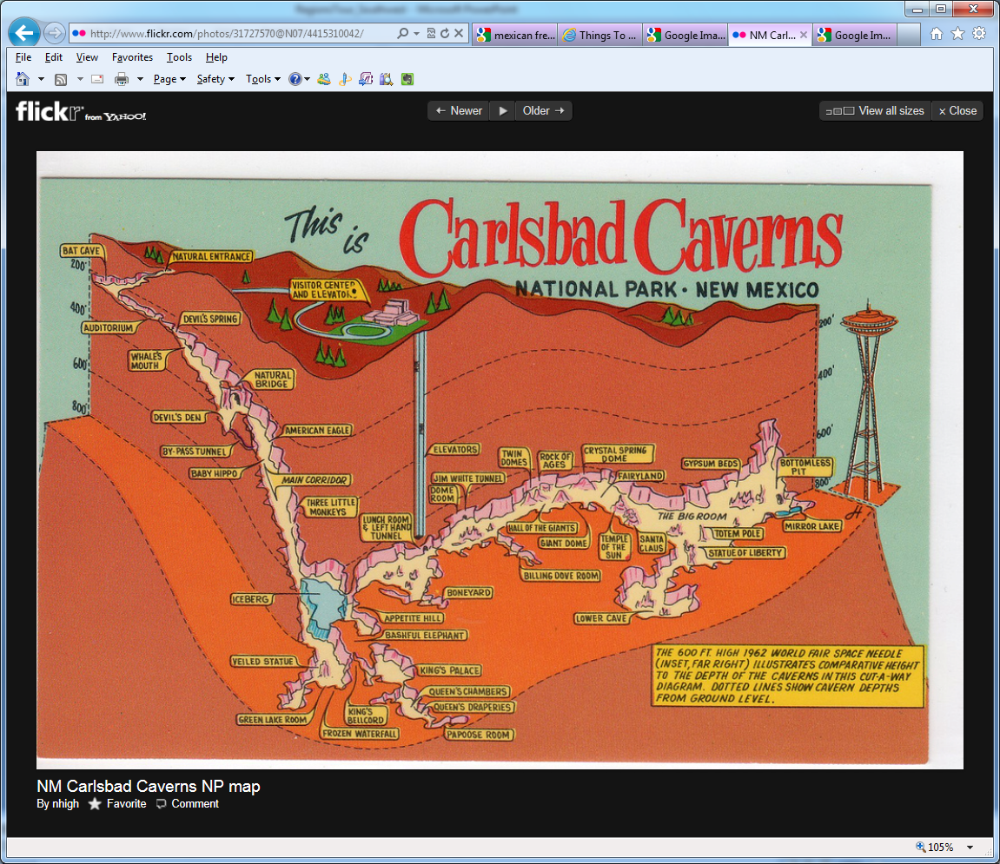 http://www.flickr.com/photos/31727570@N07/4415310042/
mexican fre...
Things To ...
Google Ima...
NM Carl...
Google Im...
File Edit View Favorites Tools Help
Page Safety Tools
flickr from YAHOO!
← Newer
Older →
View all sizes
x Close
This is Carlsbad Caverns
NATIONAL PARK · NEW MEXICO
BAT CAVE
NATURAL ENTRANCE
200'
VISITOR CENTER
AND ELEVATOR
400'
AUDITORIUM
DEVIL'S SPRING
200'
WHALE'S
MOUTH
600'
NATURAL
BRIDGE
400'
800'
DEVIL'S DEN
AMERICAN EAGLE
600'
BY-PASS TUNNEL
ELEVATORS
TWIN
DOMES
ROCK OF
AGES
CRYSTAL SPRING
DOME
GYPSUM BEDS
BOTTOMLESS
PIT
BABY HIPPO
MAIN CORRIDOR
JIM WHITE TUNNEL
FAIRYLAND
800'
DOME
ROOM
THREE LITTLE
MONKEYS
LUNCH ROOM
& LEFT HAND
TUNNEL
THE BIG ROOM
HALL OF THE GIANTS
MIRROR LAKE
GIANT DOME
TEMPLE
OF THE
SUN
SANTA
CLAUS
TOTEM POLE
STATUE OF LIBERTY
BILLING DOVE ROOM
ICEBERG
BONEYARD
APPETITE HILL
LOWER CAVE
BASHFUL ELEPHANT
VEILED STATUE
KING'S PALACE
QUEEN'S CHAMBERS
QUEEN'S DRAPERIES
GREEN LAKE ROOM
KING'S
BELLCORD
FROZEN WATERFALL
PAPOOSE ROOM
THE 600 FT. HIGH 1962 WORLD FAIR SPACE NEEDLE
(INSET, FAR RIGHT) ILLUSTRATES COMPARATIVE HEIGHT
TO THE DEPTH OF THE CAVERNS IN THIS CUT-A-WAY
DIAGRAM. DOTTED LINES SHOW CAVERN DEPTHS
FROM GROUND LEVEL.
NM Carlsbad Caverns NP map
By nhigh Favorite Comment
105%